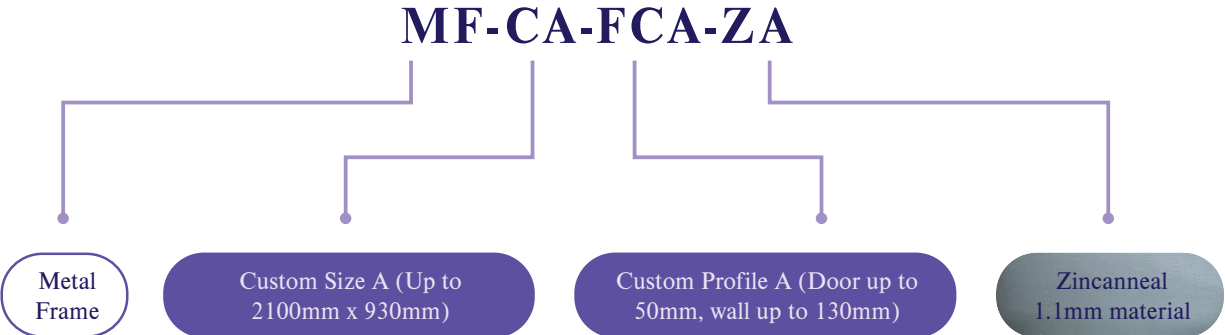 MF-CA-FCA-ZA
Metal
Frame
Custom Size A (Up to
2100mm x 930mm)
Custom Profile A (Door up to
50mm, wall up to 130mm)
Zincanneal
1.1mm material